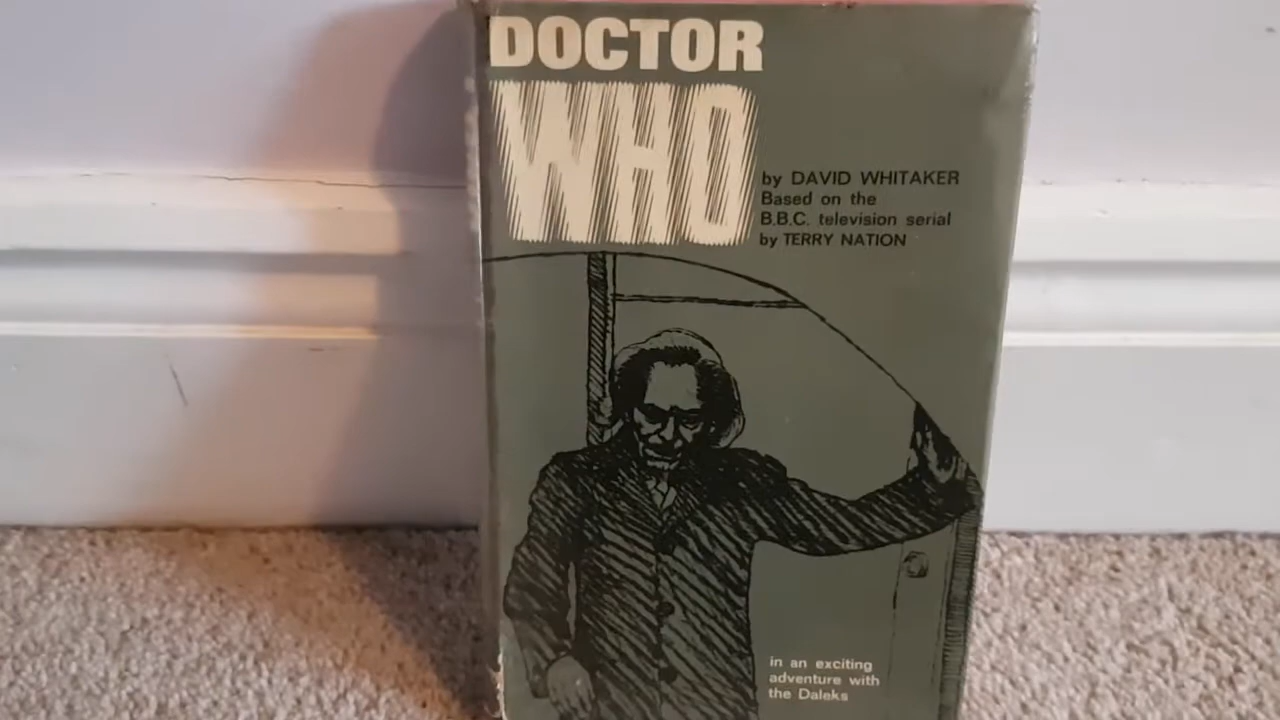 DOCTOR
WHO
by DAVID WHITAKER
Based on the
B.B.C. television serial
by TERRY NATION
in an exciting
adventure with
the Daleks